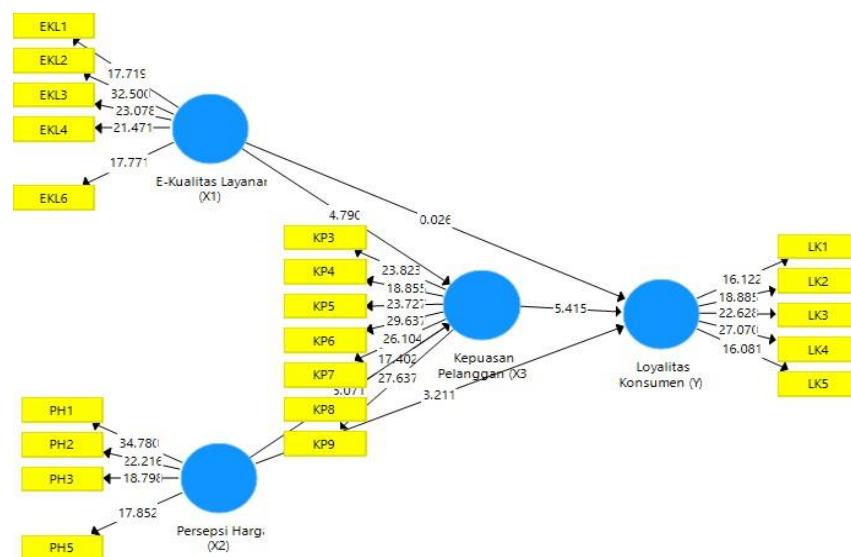 EKL1
EKL2
EKL3
EKL4
EKL6
17.719
32.500
23.078
21.471
17.771
E-Kualitas Layanar
(X1)
4.790
0.026
KP3
KP4
KP5
KP6
KP7
KP8
KP9
23.823
18.855
23.727
29.637
26.104
17.402
27.637
Kepuasan
Pelanggan (X3
5.415
3.211
LK1
LK2
LK3
LK4
LK5
16.122
18.885
22.628
27.070
16.081
Loyalitas
Konsumen (Y)
PH1
PH2
PH3
PH5
34.780
22.216
18.798
17.852
Persepsi Harg
(X2)